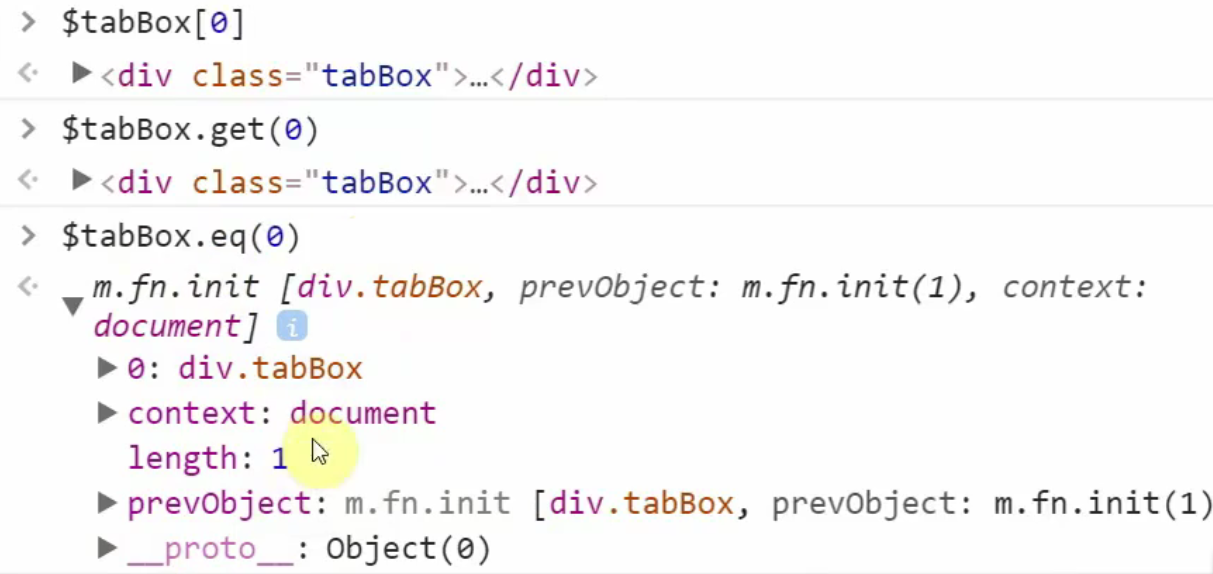 > $tabBox[0]
<· ▶<div class="tabBox">…</div>
> $tabBox.get(0)
<· ▶<div class="tabBox">…</div>
> $tabBox.eq(0)
<· m.fn.init [div.tabBox, prevObject: m.fn.init(1), context:
▼ document] i
▶ 0: div.tabBox
▶ context: document
length: 1
▶ prevObject: m.fn.init [div.tabBox, prevObject: m.fn.init(1)
▶ __proto__: Object(0)